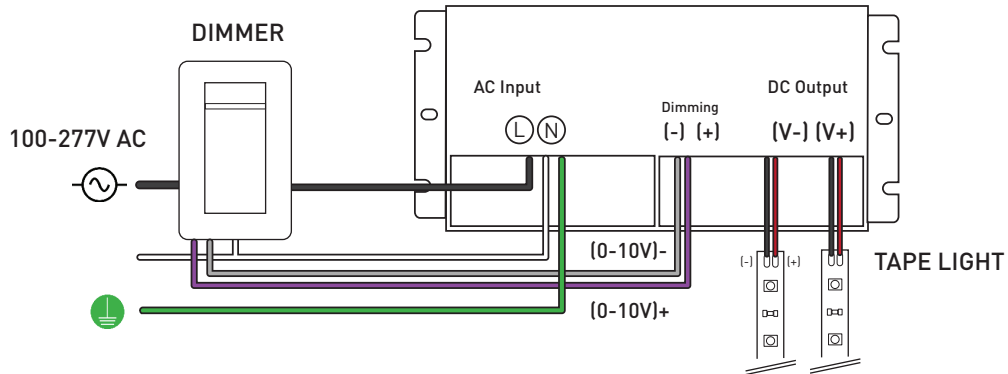 DIMMER
100-277V AC
AC Input
L N
Dimming
(-) (+)
DC Output
(V-) (V+)
(0-10V)-
(0-10V)+
(-) (+)
TAPE LIGHT